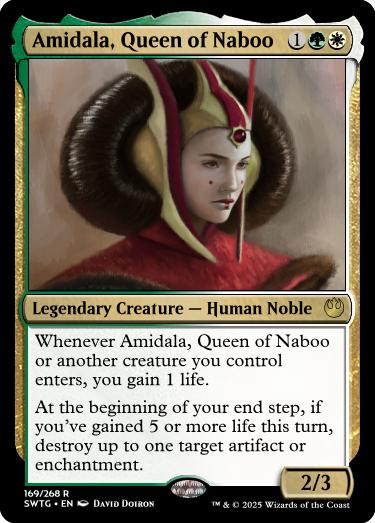 Amidala, Queen of Naboo 1
Legendary Creature — Human Noble
Whenever Amidala, Queen of Naboo
or another creature you control
enters, you gain 1 life.
At the beginning of your end step, if
you've gained 5 or more life this turn,
destroy up to one target artifact or
enchantment.
2/3
169/268 R
SWTG • EN DAVID DOIRON ™ & © 2025 Wizards of the Coast